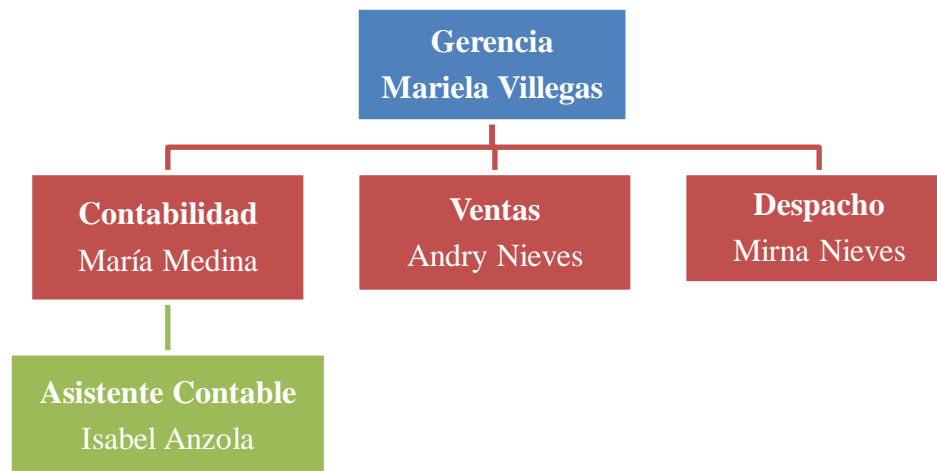 Gerencia
Mariela Villegas
Contabilidad
María Medina
Ventas
Andry Nieves
Despacho
Mirna Nieves
Asistente Contable
Isabel Anzola